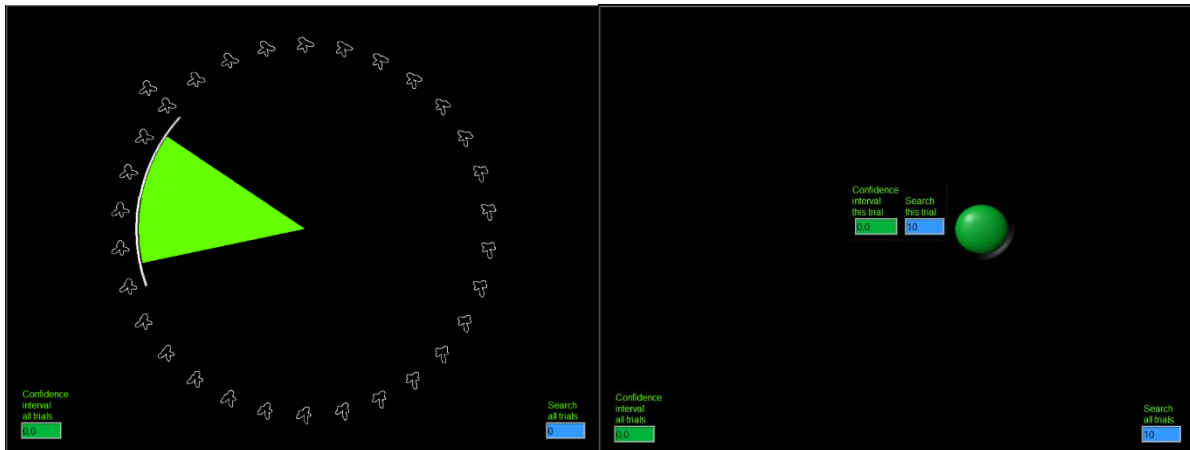 Confidence
interval
all trials
0,0
Search
all trials
0
Confidence
interval
this trial
0,0
Search
this trial
10
Confidence
interval
all trials
0,0
Search
all trials
10